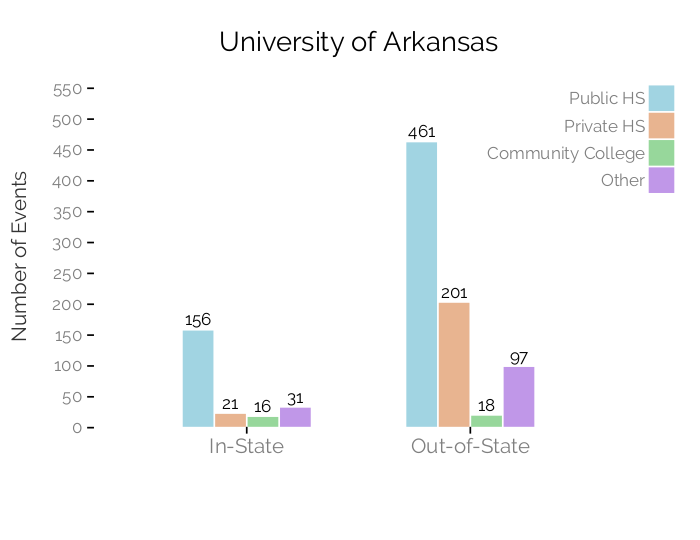 University of Arkansas
Number of Events
550
500
450
400
350
300
250
200
150
100
50
0
Public HS
Private HS
Community College
Other
156
21
16
31
461
201
18
97
In-State
Out-of-State